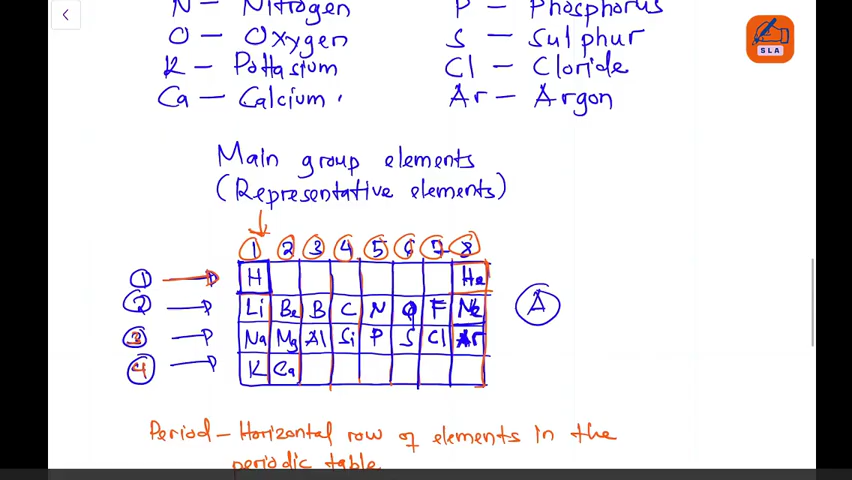 N — Nitrogen P — Phosphorus
O — Oxygen S — Sulphur
K — Pottasium Cl — Cloride
Ca — Calcium Ar — Argon
SLA
Main group elements
(Representative elements)
1 2 3 4 5 6 7 8
1 H He
2 Li Be B C N O F Ne
3 Na Mg Al Si P S Cl Ar
4 K Ca
A
Period — Horizontal row of elements in the
periodic table